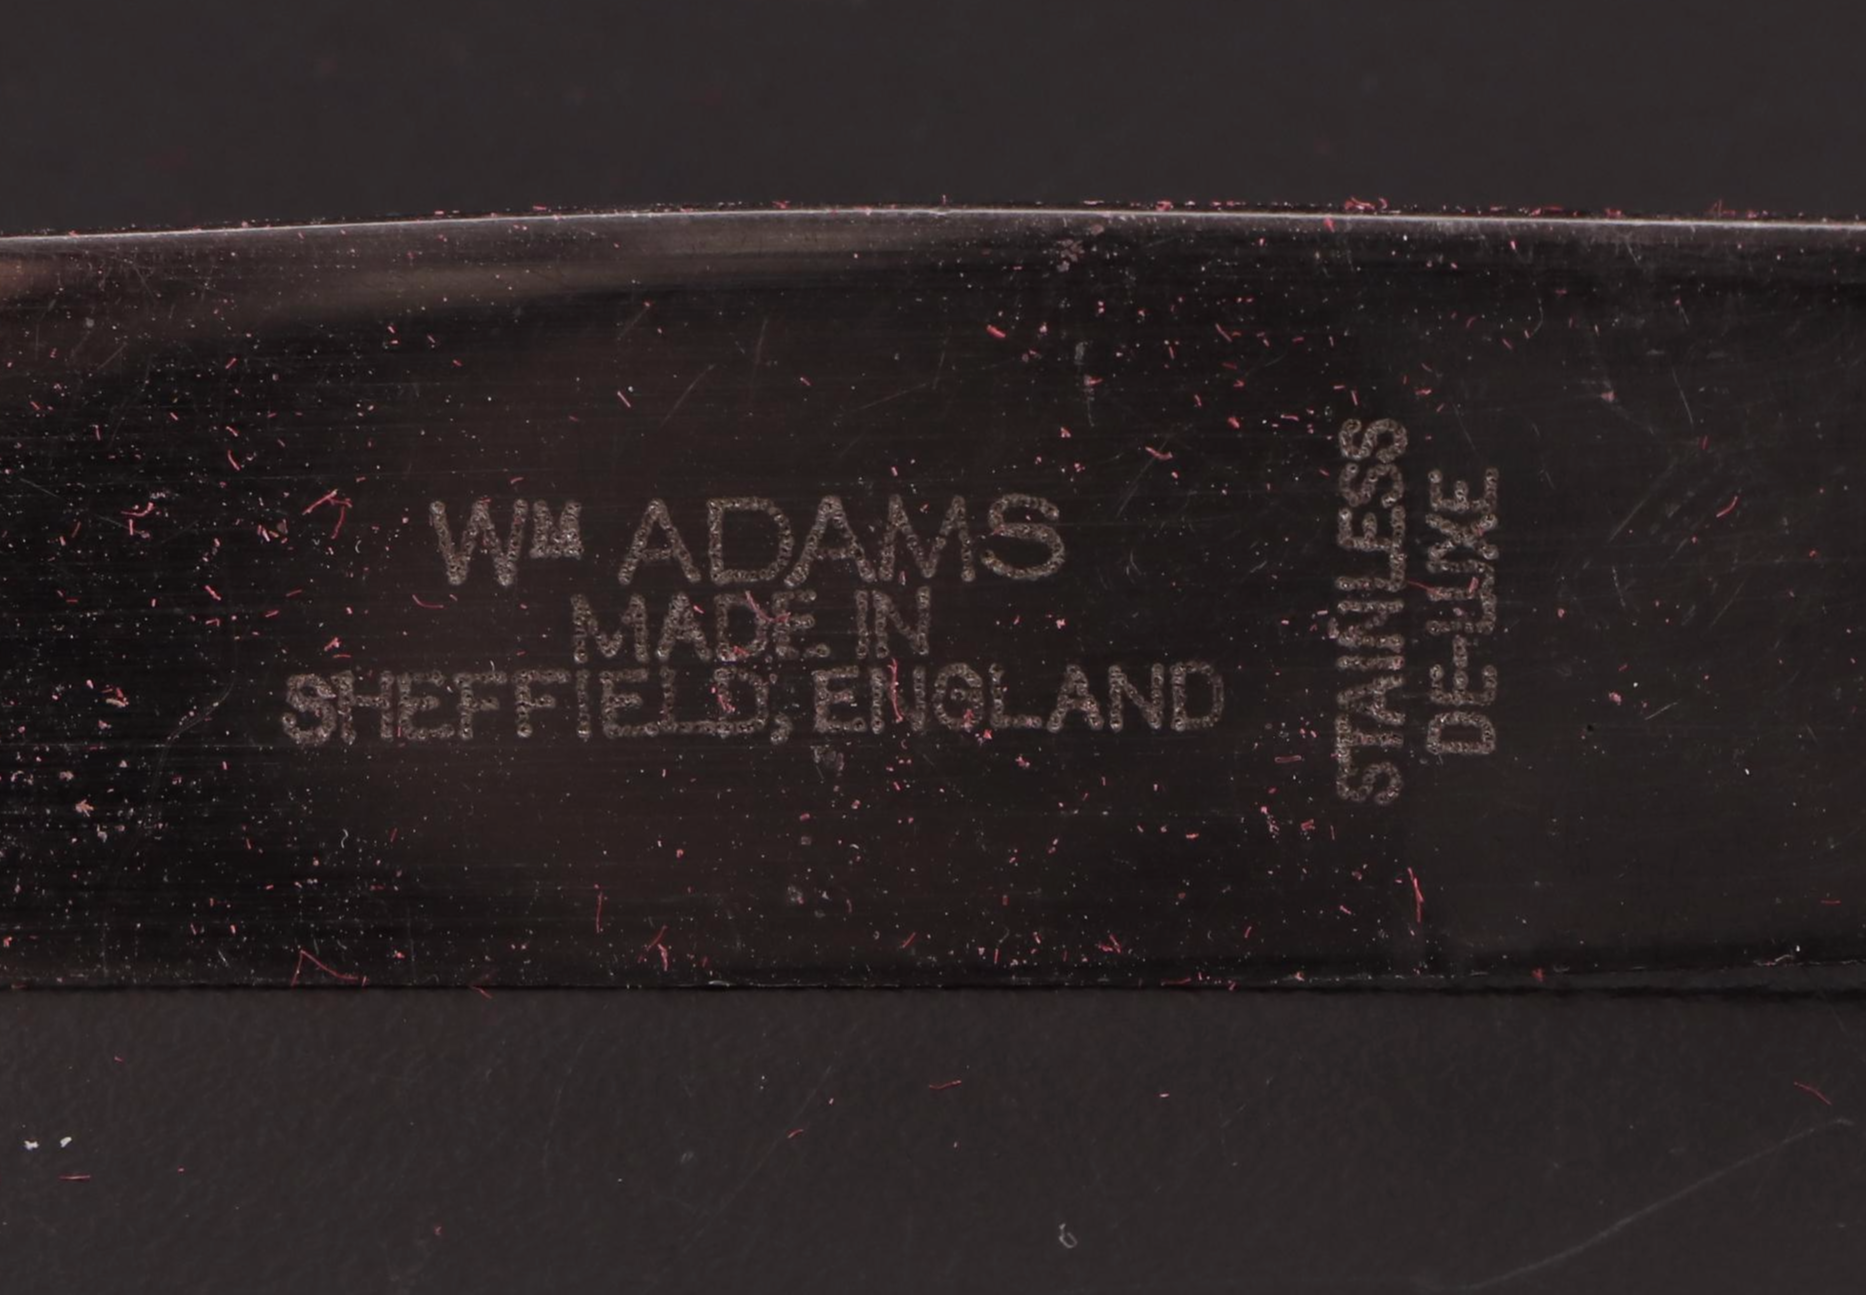 Wᴹ ADAMS
MADE IN
SHEFFIELD, ENGLAND
STAINLESS
DE-LUXE